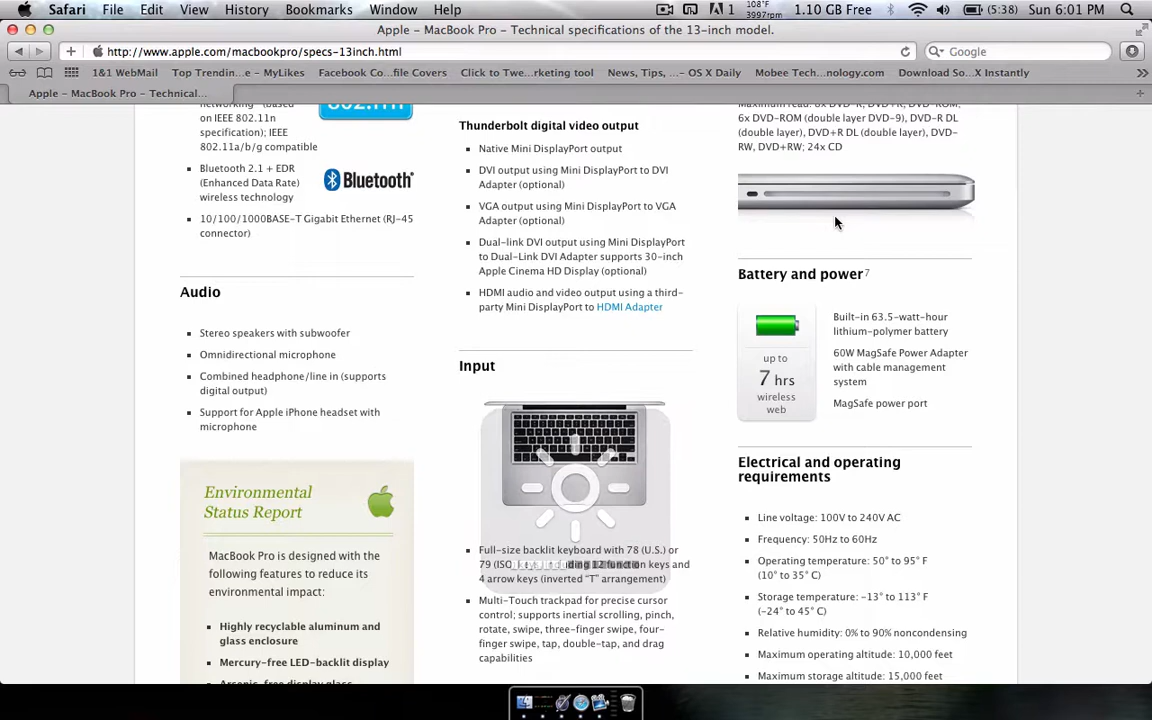 Safari File Edit View History Bookmarks Window Help
1 108°F 3997rpm 1.10 GB Free (5:38) Sun 6:01 PM
Apple – MacBook Pro – Technical specifications of the 13-inch model.
http://www.apple.com/macbookpro/specs-13inch.html
Google
1&1 WebMail Top Trendin...e – MyLikes Facebook Co...file Covers Click to Twe...rketing tool News, Tips, ... – OS X Daily Mobee Tech...nology.com Download So...X Instantly
Apple – MacBook Pro – Technical...
networking (based
on IEEE 802.11n
specification); IEEE
802.11a/b/g compatible
802.11n
Bluetooth 2.1 + EDR
(Enhanced Data Rate)
wireless technology
Bluetooth
10/100/1000BASE-T Gigabit Ethernet (RJ-45
connector)
Audio
Stereo speakers with subwoofer
Omnidirectional microphone
Combined headphone/line in (supports
digital output)
Support for Apple iPhone headset with
microphone
Environmental
Status Report
MacBook Pro is designed with the
following features to reduce its
environmental impact:
Highly recyclable aluminum and
glass enclosure
Mercury-free LED-backlit display
Arsenic-free display glass
Thunderbolt digital video output
Native Mini DisplayPort output
DVI output using Mini DisplayPort to DVI
Adapter (optional)
VGA output using Mini DisplayPort to VGA
Adapter (optional)
Dual-link DVI output using Mini DisplayPort
to Dual-Link DVI Adapter supports 30-inch
Apple Cinema HD Display (optional)
HDMI audio and video output using a third-
party Mini DisplayPort to HDMI Adapter
Input
Full-size backlit keyboard with 78 (U.S.) or
79 (ISO) keys, including 12 function keys and
4 arrow keys (inverted “T” arrangement)
Multi-Touch trackpad for precise cursor
control; supports inertial scrolling, pinch,
rotate, swipe, three-finger swipe, four-
finger swipe, tap, double-tap, and drag
capabilities
Maximum read: 8x DVD-R, DVD+R, DVD-ROM;
6x DVD-ROM (double layer DVD-9), DVD-R DL
(double layer), DVD+R DL (double layer), DVD-
RW, DVD+RW; 24x CD
Battery and power7
up to
7 hrs
wireless
web
Built-in 63.5-watt-hour
lithium-polymer battery
60W MagSafe Power Adapter
with cable management
system
MagSafe power port
Electrical and operating
requirements
Line voltage: 100V to 240V AC
Frequency: 50Hz to 60Hz
Operating temperature: 50° to 95° F
(10° to 35° C)
Storage temperature: –13° to 113° F
(–24° to 45° C)
Relative humidity: 0% to 90% noncondensing
Maximum operating altitude: 10,000 feet
Maximum storage altitude: 15,000 feet